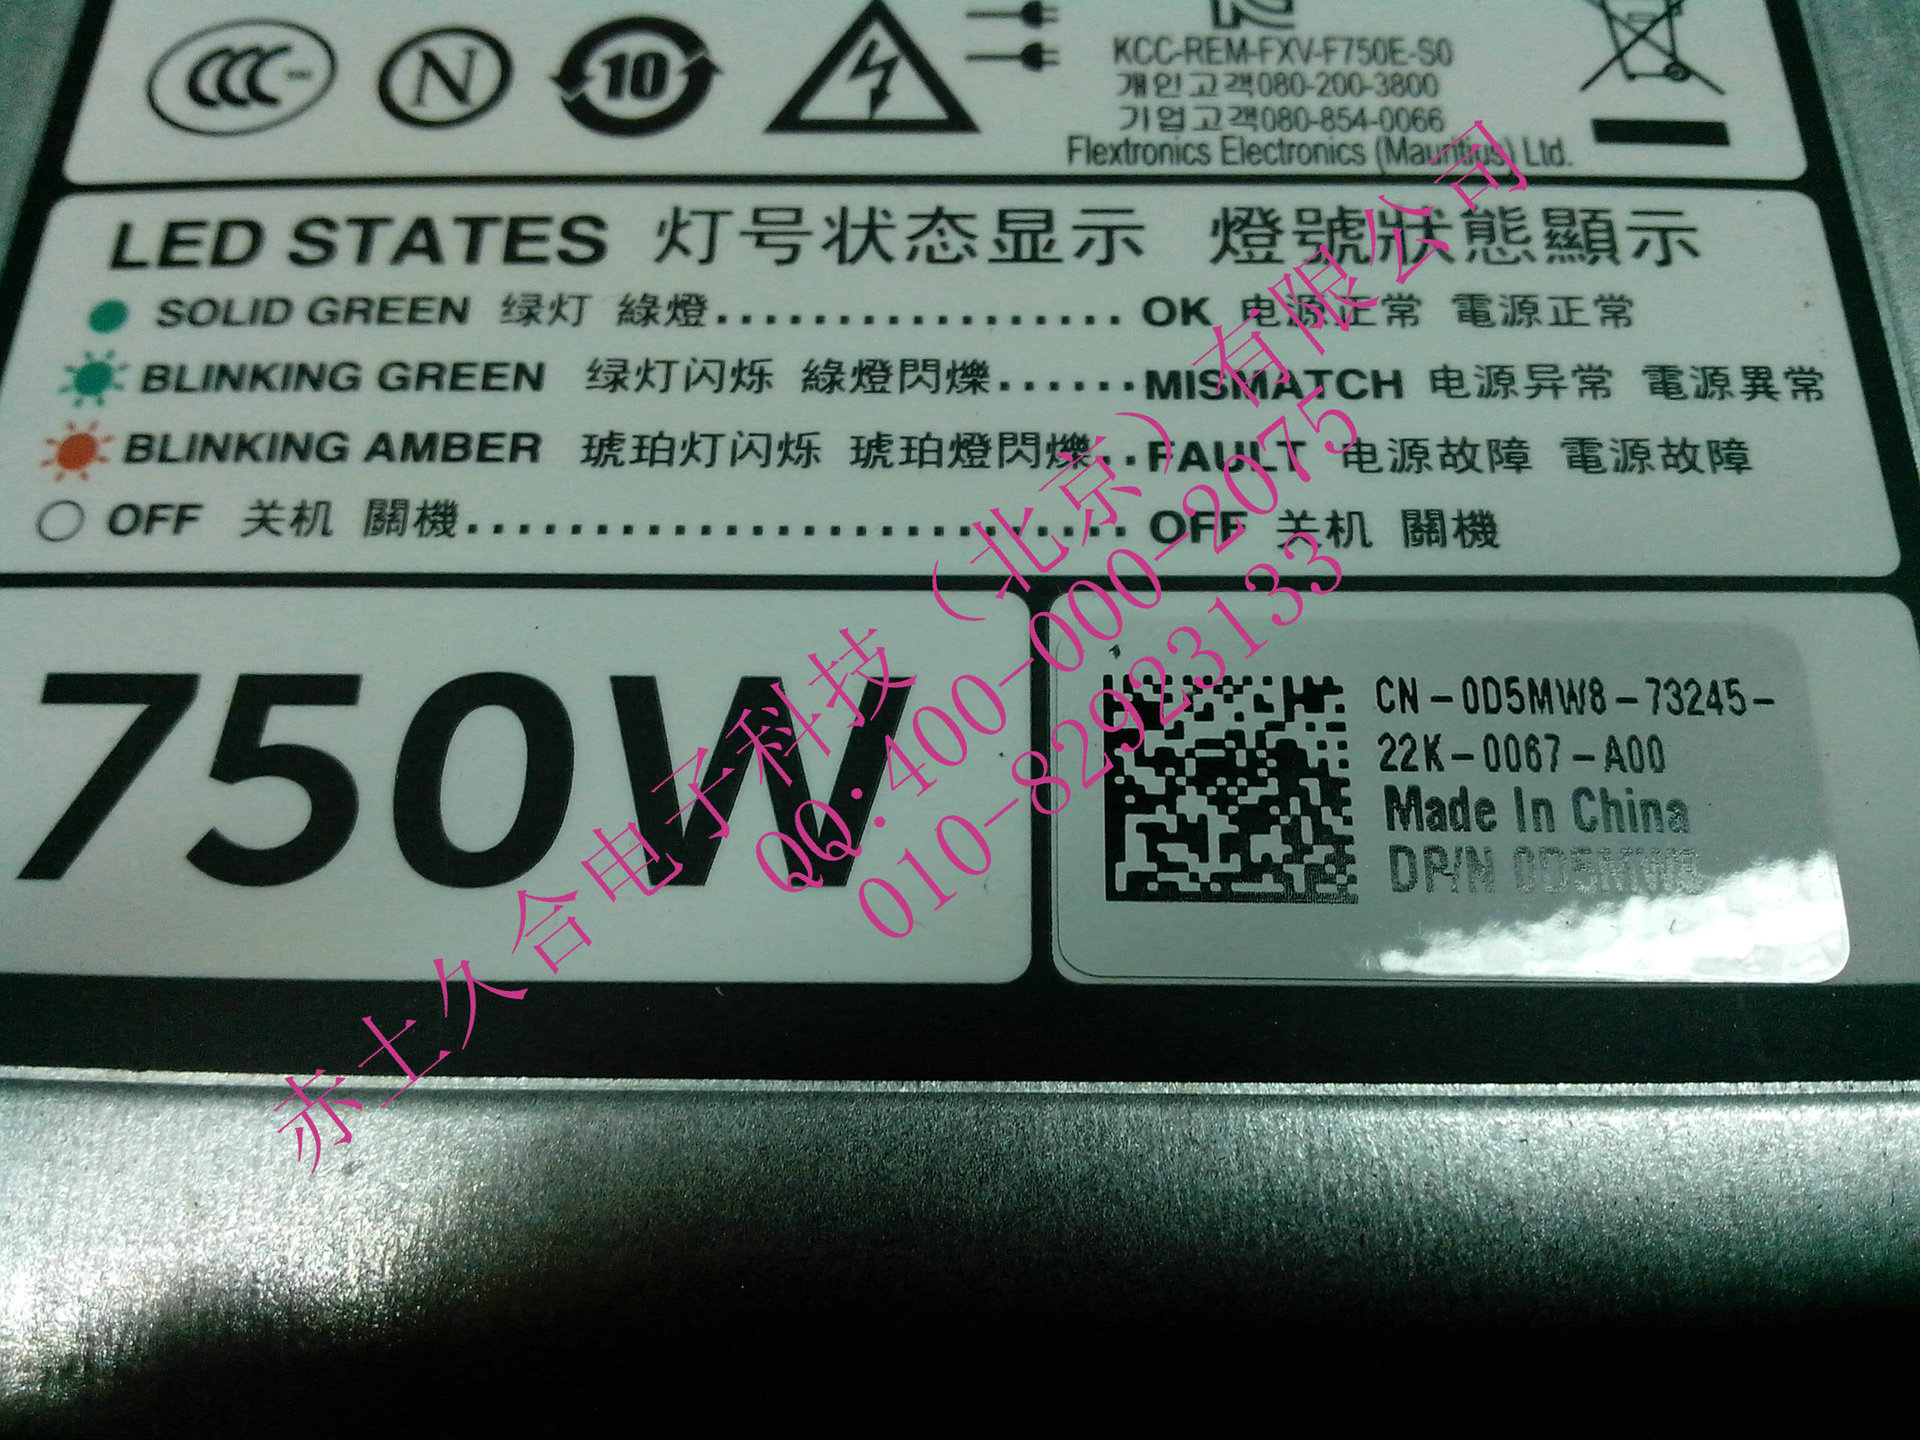 CCC
N
10
KCC-REM-FXV-F750E-S0
개인고객080-200-3800
기업고객080-854-0066
Flextronics Electronics (Mauritius) Ltd.
LED STATES 灯号状态显示 燈號狀態顯示
SOLID GREEN 绿灯 綠燈..................OK 电源正常 電源正常
BLINKING GREEN 绿灯闪烁 綠燈閃爍......MISMATCH 电源异常 電源異常
BLINKING AMBER 琥珀灯闪烁 琥珀燈閃爍..FAULT 电源故障 電源故障
OFF 关机 關機............................OFF 关机 關機
750W
CN-0D5MW8-73245-
22K-0067-A00
Made In China
DP/N 0D5MW8
赤土久合电子科技（北京）有限公司
QQ:400-000-2075
010-82923133